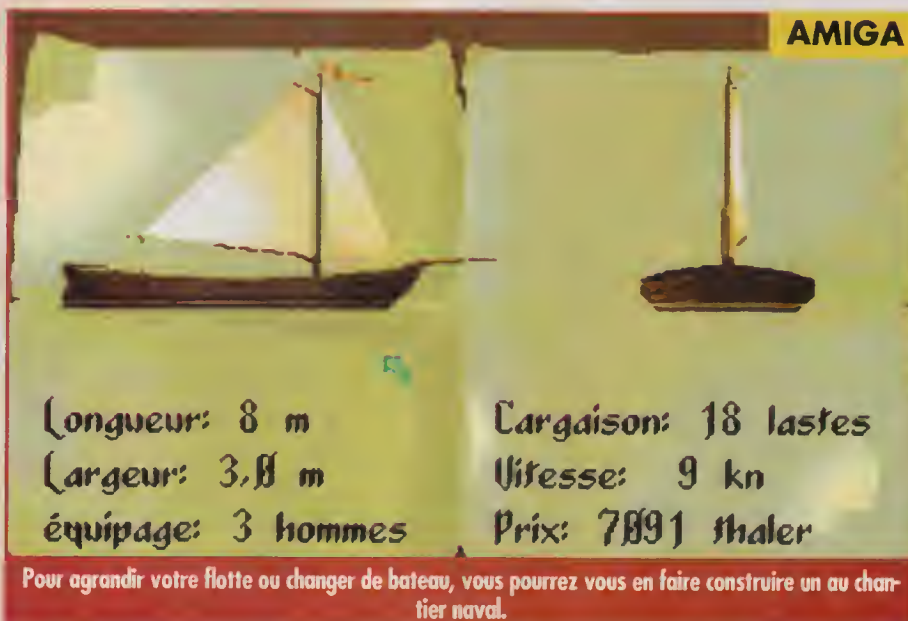 AMIGA
Longueur: 8 m
Largeur: 3,0 m
équipage: 3 hommes
Cargaison: 18 lastes
Vitesse: 9 kn
Prix: 7091 thaler
Pour agrandir votre flotte ou changer de bateau, vous pourrez vous en faire construire un au chan-
tier naval.